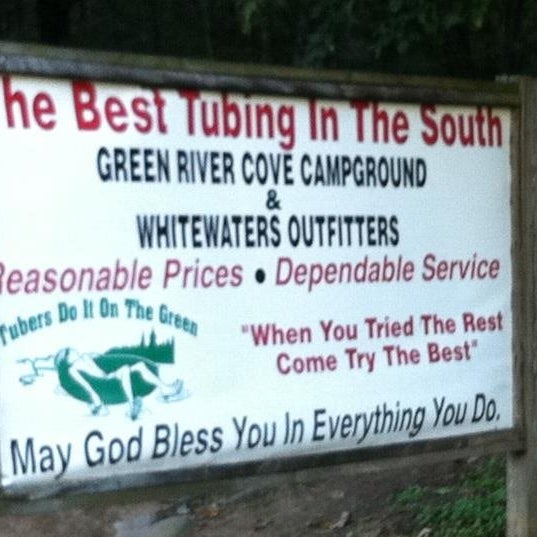 he Best Tubing In The South
GREEN RIVER COVE CAMPGROUND
&
WHITEWATERS OUTFITTERS
Reasonable Prices • Dependable Service
Tubers Do It On The Green
"When You Tried The Rest
Come Try The Best"
May God Bless You In Everything You Do.